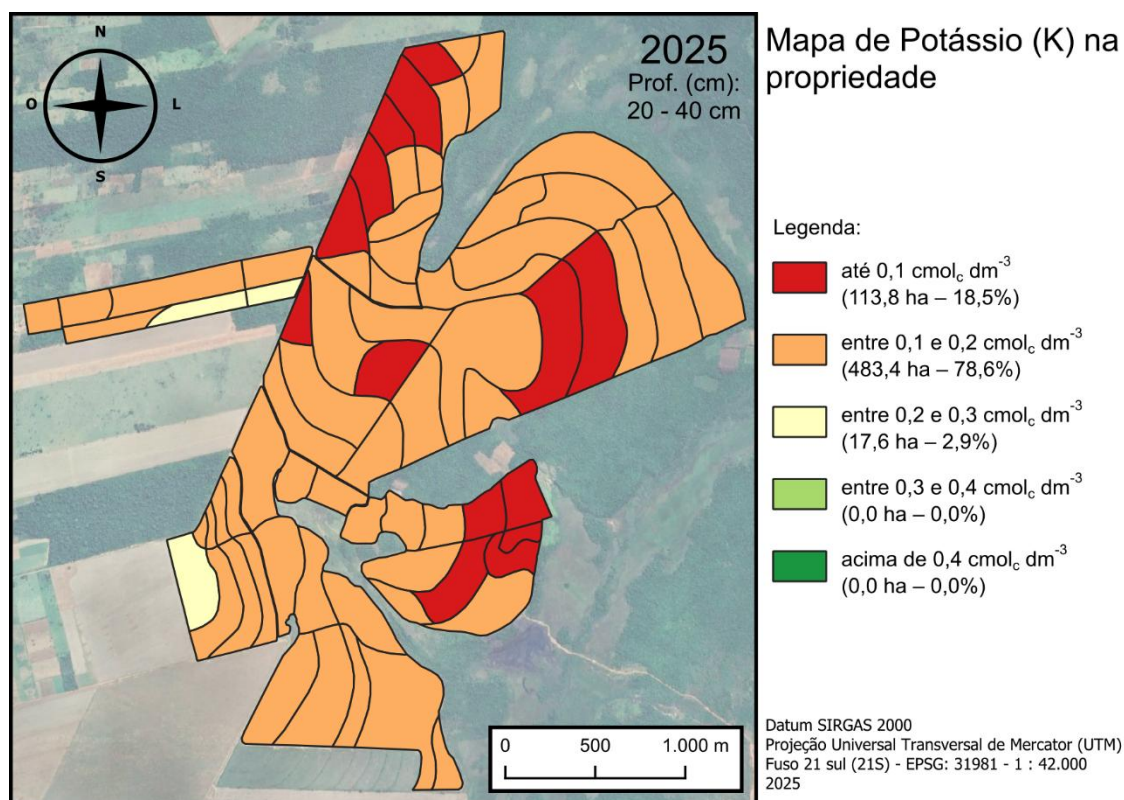 N
O
L
S
2025
Prof. (cm):
20 - 40 cm
0 500 1.000 m
Mapa de Potássio (K) na
propriedade
Legenda:
até 0,1 cmolc dm-3
(113,8 ha – 18,5%)
entre 0,1 e 0,2 cmolc dm-3
(483,4 ha – 78,6%)
entre 0,2 e 0,3 cmolc dm-3
(17,6 ha – 2,9%)
entre 0,3 e 0,4 cmolc dm-3
(0,0 ha – 0,0%)
acima de 0,4 cmolc dm-3
(0,0 ha – 0,0%)
Datum SIRGAS 2000
Projeção Universal Transversal de Mercator (UTM)
Fuso 21 sul (21S) - EPSG: 31981 - 1 : 42.000
2025